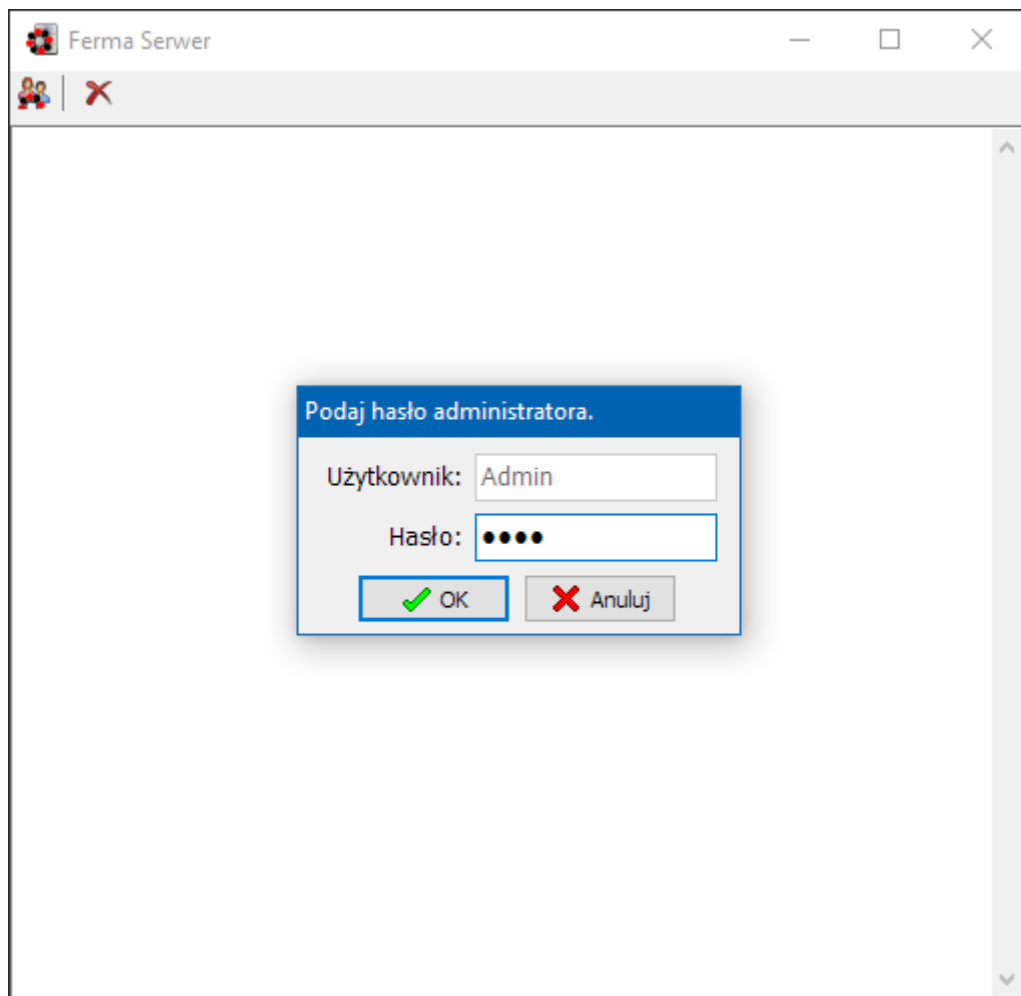 Ferma Serwer
Podaj hasło administratora.
Użytkownik: Admin
Hasło: ●●●●
OK Anuluj